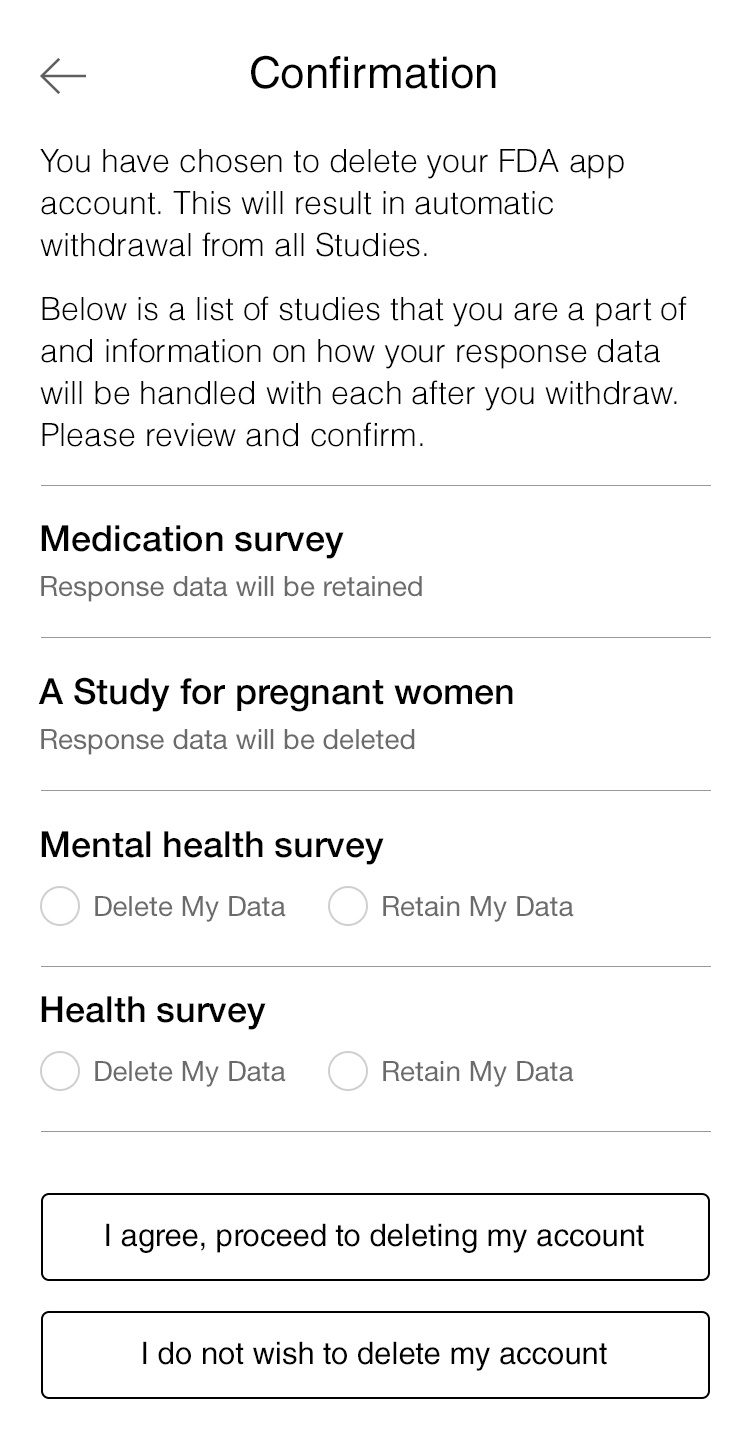 Confirmation
You have chosen to delete your FDA app
account. This will result in automatic
withdrawal from all Studies.
Below is a list of studies that you are a part of
and information on how your response data
will be handled with each after you withdraw.
Please review and confirm.
Medication survey
Response data will be retained
A Study for pregnant women
Response data will be deleted
Mental health survey
Delete My Data Retain My Data
Health survey
Delete My Data Retain My Data
I agree, proceed to deleting my account
I do not wish to delete my account